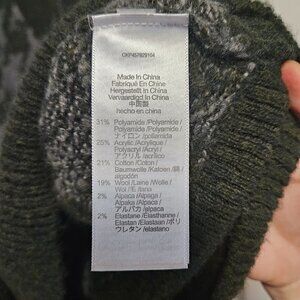 Made In China
Fabriqué En Chine
Hergestellt In China
Vervaardigd In China
中国製
hecho en china
31% Polyamide / Polyamide /
Polyamide / Polyamide /
ナイロン / poliamida
25% Acrylic / Acrylique /
Polyacryl / Acryl /
アクリル / acrílico
21% Cotton / Coton /
Baumwolle / Katoen / 綿 /
algodón
19% Wool / Laine / Wolle /
Wol / 毛 / lana
2% Alpaca / Alpaga /
Alpaka / Alpaca /
アルパカ / alpaca
2% Elastane / Elasthanne /
Elastan / Elastaan / ポリ
ウレタン / elastano